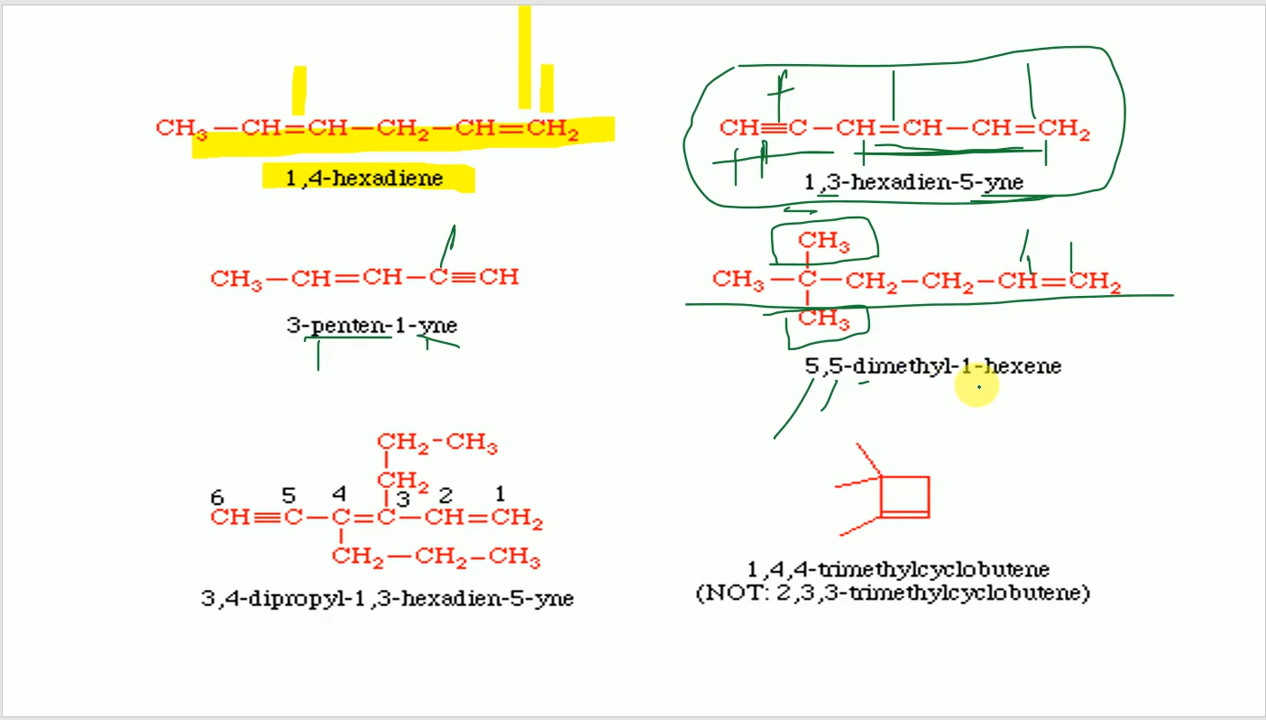 CH₃—CH=CH—CH₂—CH=CH₂
1,4-hexadiene
CH≡C—CH=CH—CH=CH₂
1,3-hexadien-5-yne
CH₃—CH=CH—C≡CH
3-penten-1-yne
CH₃
CH₃—C—CH₂—CH₂—CH=CH₂
CH₃
5,5-dimethyl-1-hexene
CH₂-CH₃
CH₂
6 5 4 3 2 1
CH≡C—C=C—CH=CH₂
CH₂—CH₂—CH₃
3,4-dipropyl-1,3-hexadien-5-yne
1,4,4-trimethylcyclobutene
(NOT: 2,3,3-trimethylcyclobutene)